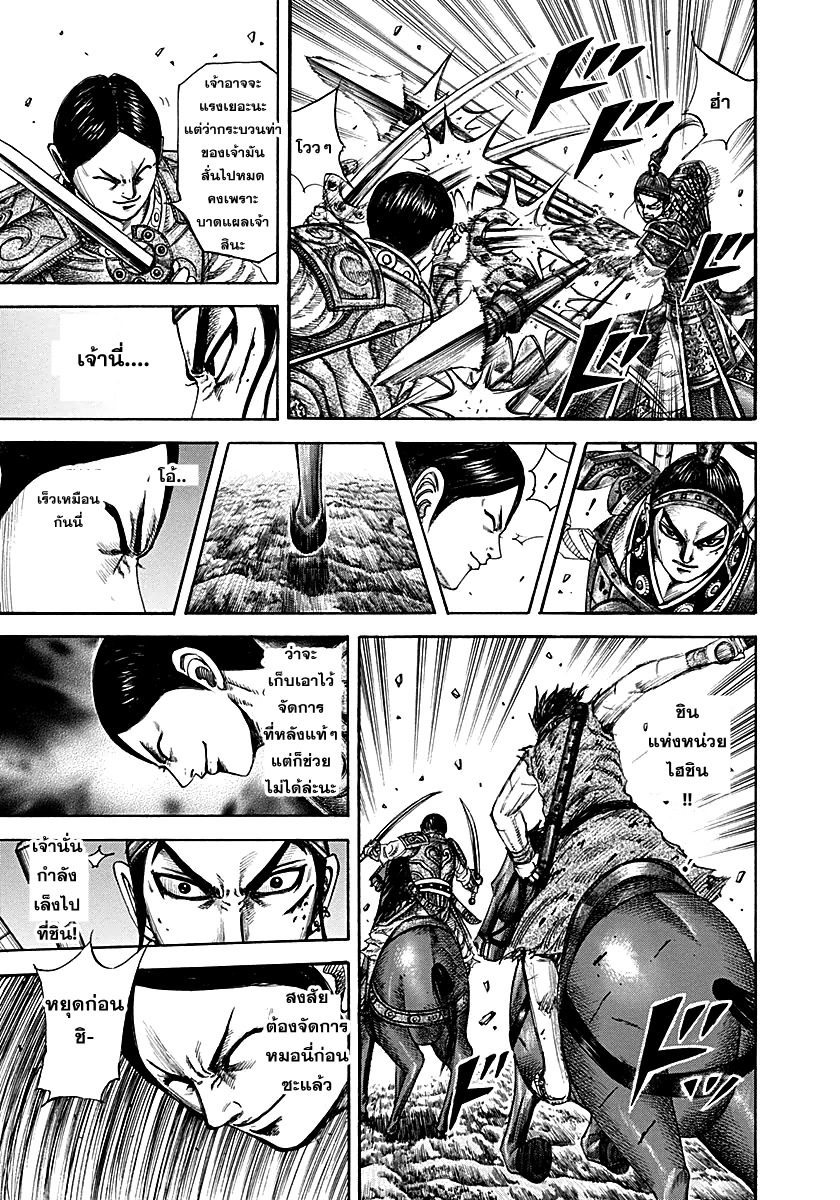 ฮ่า
ドドッ
โวว ๆ
ドドッ
ドドッ
เจ้าอาจจะ
แรงเยอะนะ
แต่ว่ากระบวนท่า
ของเจ้ามัน
สั่นไปหมด
คงเพราะ
บาดแผลเจ้า
สินะ
เจ้านี่....
โอ้..
เร็วเหมือน
กันนี่
ชิน
แห่งหน่วย
ไฮชิน
!!
ドドッ
ドッ
ว่าจะ
เก็บเอาไว้
จัดการ
ที่หลังแท้ๆ
แต่ก็ช่วย
ไม่ได้ล่ะนะ
เจ้านั่น
กำลัง
เล็งไป
ที่ชิน!
สงสัย
ต้องจัดการ
หมอนี่ก่อน
ซะแล้ว
หยุดก่อน
ชิ-